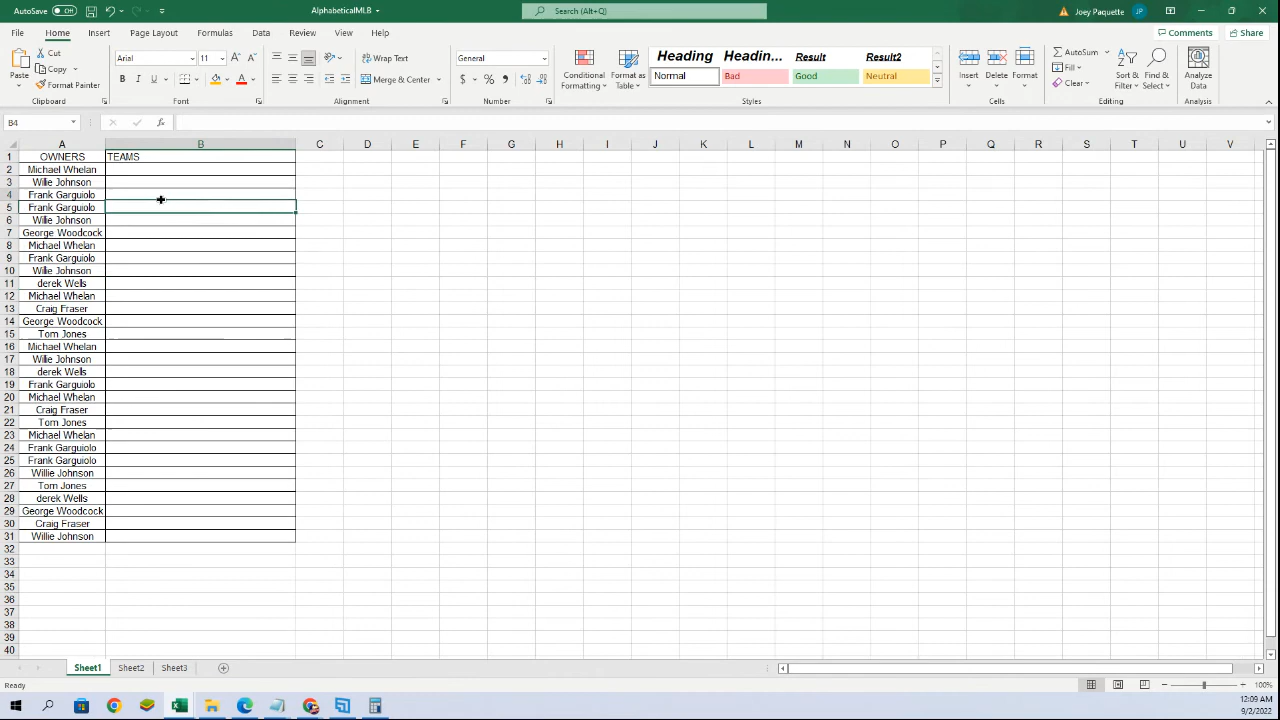 AutoSave Off AlphabeticalMLB Search (Alt+Q) Joey Paquette JP
File Home Insert Page Layout Formulas Data Review View Help Comments Share
Paste Cut Copy Format Painter Clipboard
Arial 11 B I U Font
Wrap Text Merge & Center Alignment
General $ % Number
Conditional Formatting Format as Table
Heading Headin... Result Result2
Normal Bad Good Neutral
Styles
Insert Delete Format Cells
AutoSum Fill Clear Sort & Filter Find & Select Editing
Analyze Data Analysis
B4 fx
A B C D E F G H I J K L M N O P Q R S T U V
1 OWNERS TEAMS
2 Michael Whelan
3 Wilie Johnson
4 Frank Garguiolo
5 Frank Garguiolo
6 Wilie Johnson
7 George Woodcock
8 Michael Whelan
9 Frank Garguiolo
10 Wilie Johnson
11 derek Wells
12 Michael Whelan
13 Craig Fraser
14 George Woodcock
15 Tom Jones
16 Michael Whelan
17 Wilie Johnson
18 derek Wells
19 Frank Garguiolo
20 Michael Whelan
21 Craig Fraser
22 Tom Jones
23 Michael Whelan
24 Frank Garguiolo
25 Frank Garguiolo
26 Willie Johnson
27 Tom Jones
28 derek Wells
29 George Woodcock
30 Craig Fraser
31 Willie Johnson
32
33
34
35
36
37
38
39
40
Sheet1 Sheet2 Sheet3
Ready 100%
12:09 AM
9/2/2022